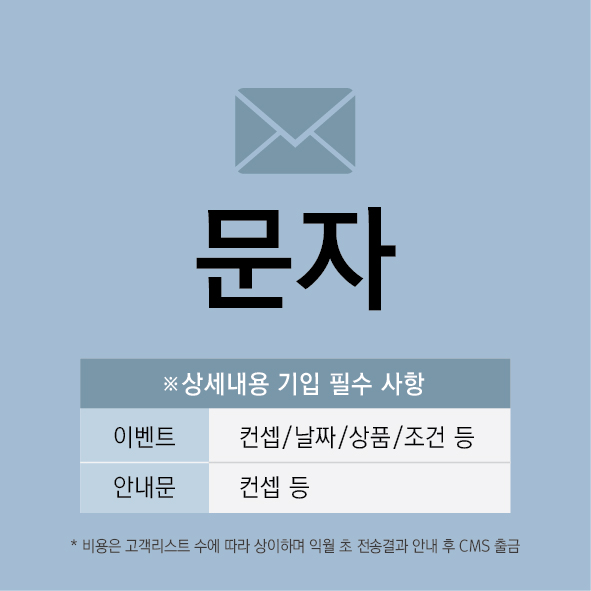 문자
※상세내용 기입 필수 사항
이벤트 컨셉/날짜/상품/조건 등
안내문 컨셉 등
* 비용은 고객리스트 수에 따라 상이하며 익월 초 전송결과 안내 후 CMS 출금